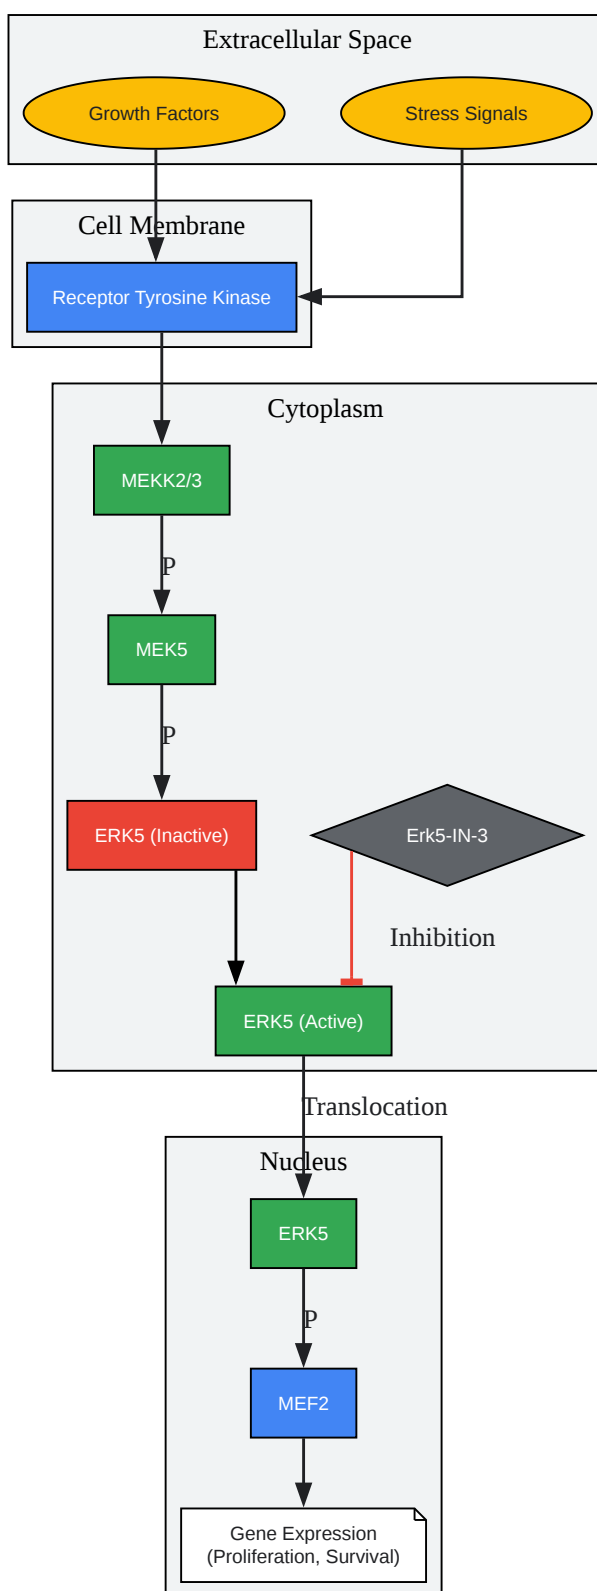 Extracellular Space
Growth Factors
Stress Signals
Cell Membrane
Receptor Tyrosine Kinase
Cytoplasm
MEKK2/3
P
MEK5
P
ERK5 (Inactive)
Erk5-IN-3
Inhibition
ERK5 (Active)
Translocation
Nucleus
ERK5
P
MEF2
Gene Expression
(Proliferation, Survival)